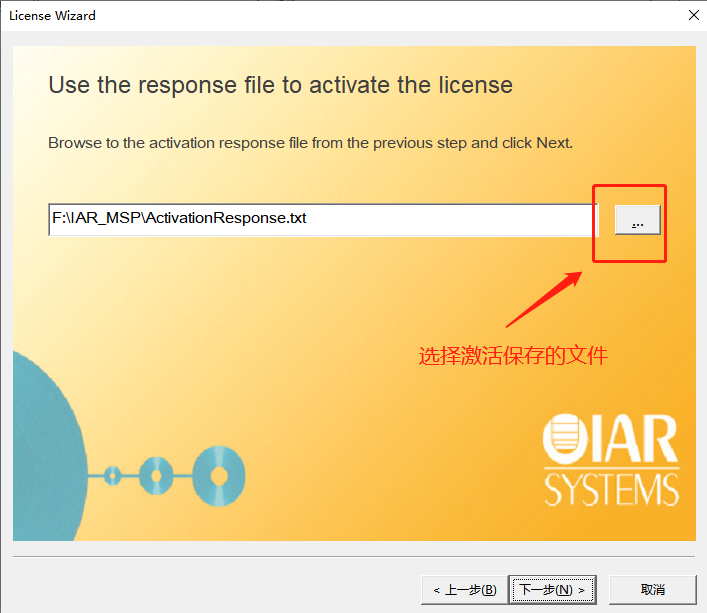 License Wizard
Use the response file to activate the license
Browse to the activation response file from the previous step and click Next.
F:\IAR_MSP\ActivationResponse.txt
...
选择激活保存的文件
IAR
SYSTEMS
< 上一步(B)
下一步(N) >
取消